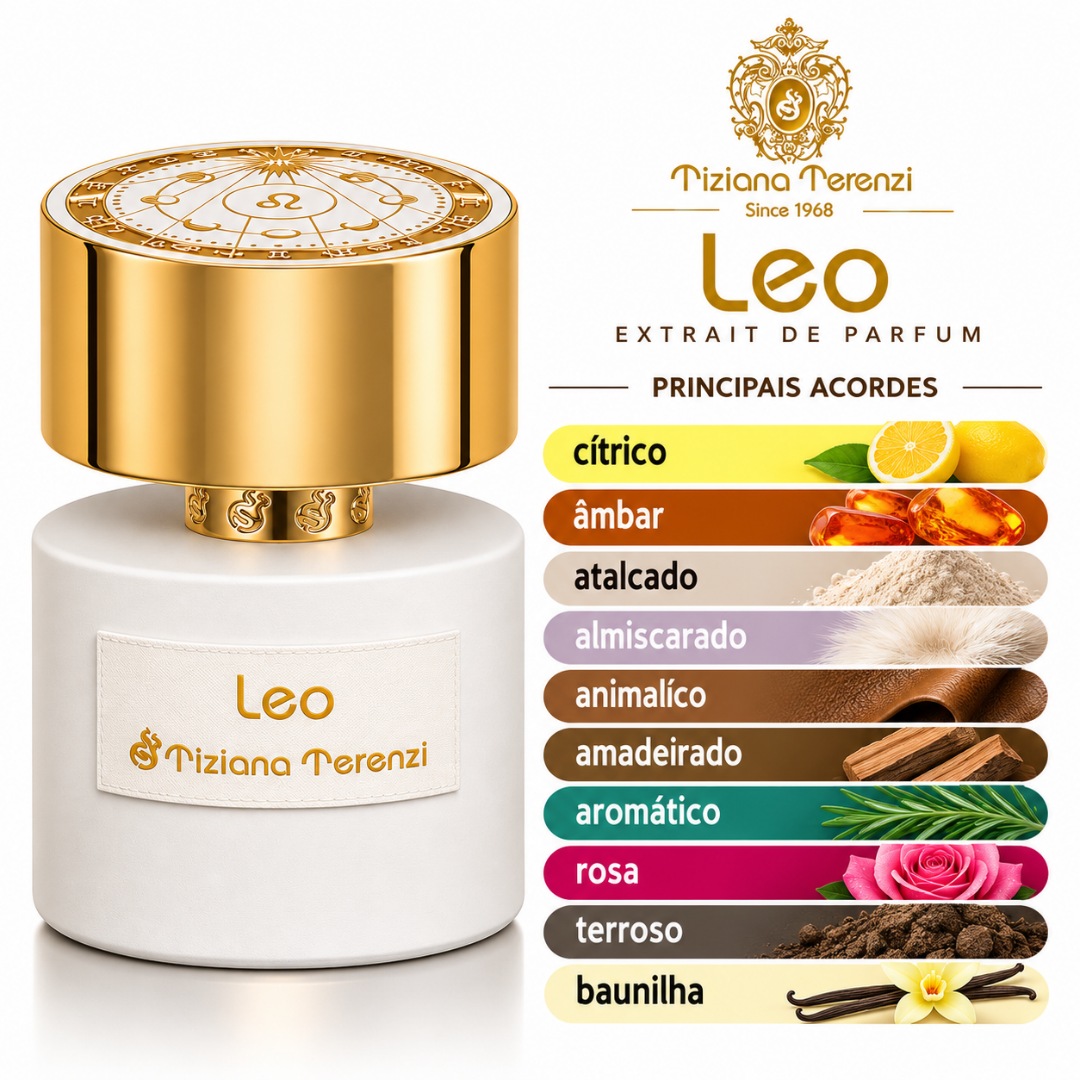 Tiziana Terenzi
Since 1968
Leo
EXTRAIT DE PARFUM
PRINCIPAIS ACORDES
cítrico
âmbar
atalcado
almiscarado
animalíco
amadeirado
aromático
rosa
terroso
baunilha
Leo
Tiziana Terenzi